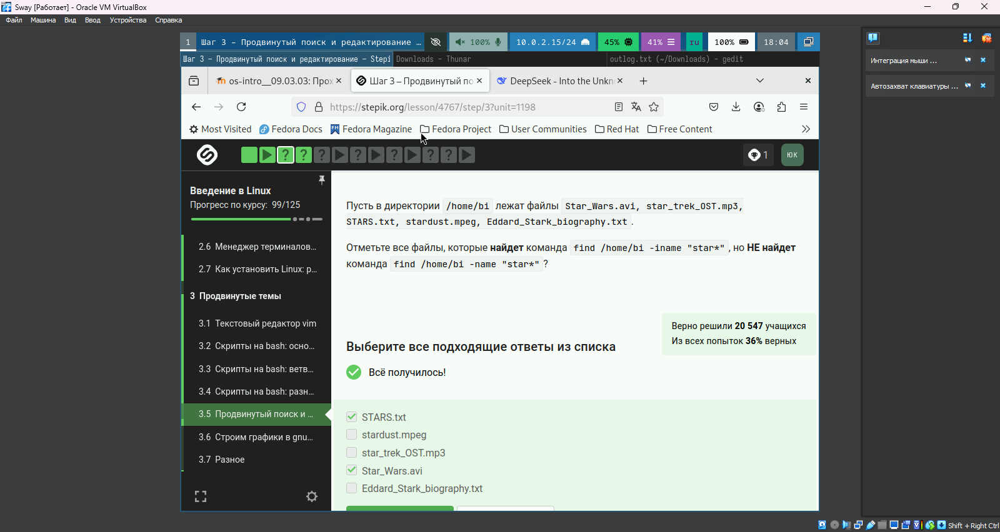 Sway [Работает] - Oracle VM VirtualBox
Файл Машина Вид Ввод Устройства Справка
1 Шаг 3 – Продвинутый поиск и редактирование … 100% 10.0.2.15/24 45% 41% ru 100% 18:04
Шаг 3 – Продвинутый поиск и редактирование – Stepi Downloads – Thunar outlog.txt (~/Downloads) – gedit
os-intro__09.03.03: Прох Шаг 3 – Продвинутый по DeepSeek - Into the Unkn
https://stepik.org/lesson/4767/step/3?unit=1198
Most Visited Fedora Docs Fedora Magazine Fedora Project User Communities Red Hat Free Content
1 ЮК
Введение в Linux
Прогресс по курсу: 99/125
2.6 Менеджер терминалов...
2.7 Как установить Linux: р...
3 Продвинутые темы
3.1 Текстовый редактор vim
3.2 Скрипты на bash: осно...
3.3 Скрипты на bash: ветв...
3.4 Скрипты на bash: разн...
3.5 Продвинутый поиск и ...
3.6 Строим графики в gnu...
3.7 Разное
Пусть в директории /home/bi лежат файлы Star_Wars.avi, star_trek_OST.mp3,
STARS.txt, stardust.mpeg, Eddard_Stark_biography.txt.
Отметьте все файлы, которые найдет команда find /home/bi -iname "star*", но НЕ найдет
команда find /home/bi -name "star*"?
Верно решили 20 547 учащихся
Из всех попыток 36% верных
Выберите все подходящие ответы из списка
Всё получилось!
STARS.txt
stardust.mpeg
star_trek_OST.mp3
Star_Wars.avi
Eddard_Stark_biography.txt
Интеграция мыши ...
Автозахват клавиатуры ...
Shift + Right Ctrl